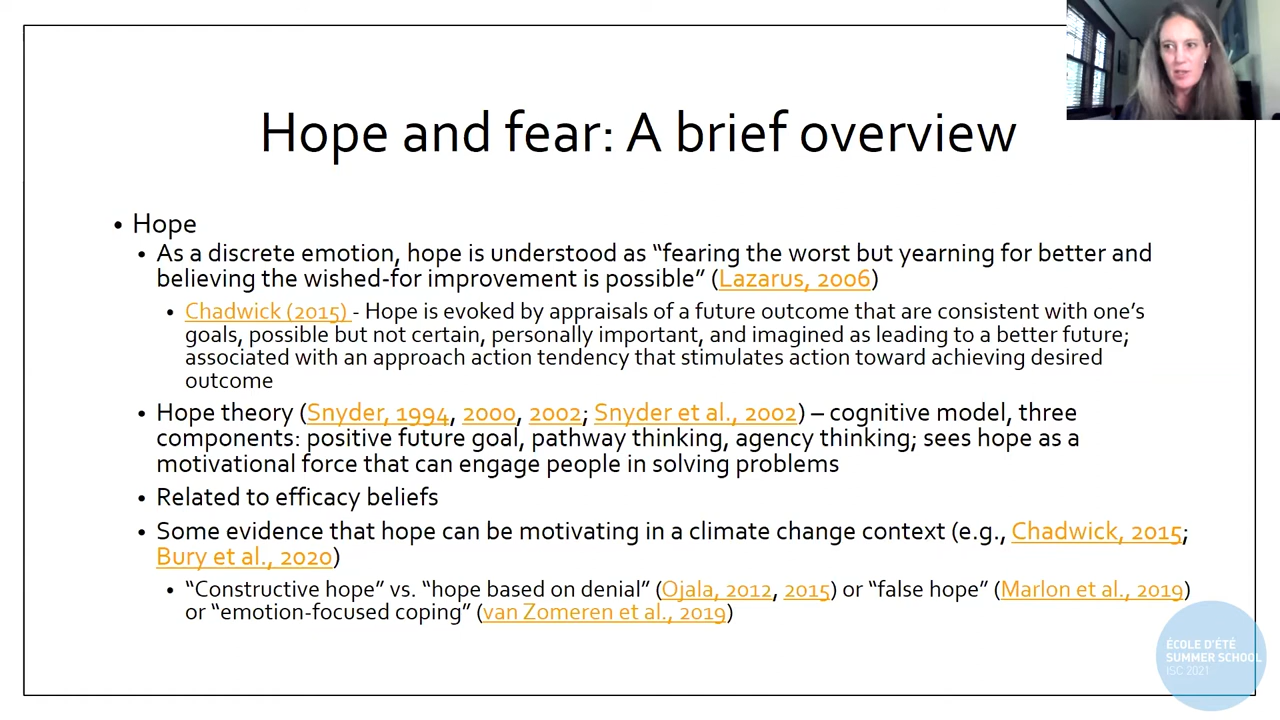 Hope and fear: A brief overview
• Hope
• As a discrete emotion, hope is understood as “fearing the worst but yearning for better and
believing the wished-for improvement is possible” (Lazarus, 2006)
• Chadwick (2015) - Hope is evoked by appraisals of a future outcome that are consistent with one’s
goals, possible but not certain, personally important, and imagined as leading to a better future;
associated with an approach action tendency that stimulates action toward achieving desired
outcome
• Hope theory (Snyder, 1994, 2000, 2002; Snyder et al., 2002) – cognitive model, three
components: positive future goal, pathway thinking, agency thinking; sees hope as a
motivational force that can engage people in solving problems
• Related to efficacy beliefs
• Some evidence that hope can be motivating in a climate change context (e.g., Chadwick, 2015;
Bury et al., 2020)
• “Constructive hope” vs. “hope based on denial” (Ojala, 2012, 2015) or “false hope” (Marlon et al., 2019)
or “emotion-focused coping” (van Zomeren et al., 2019)
ÉCOLE D’ÉTÉ
SUMMER SCHOOL
ISC 2021